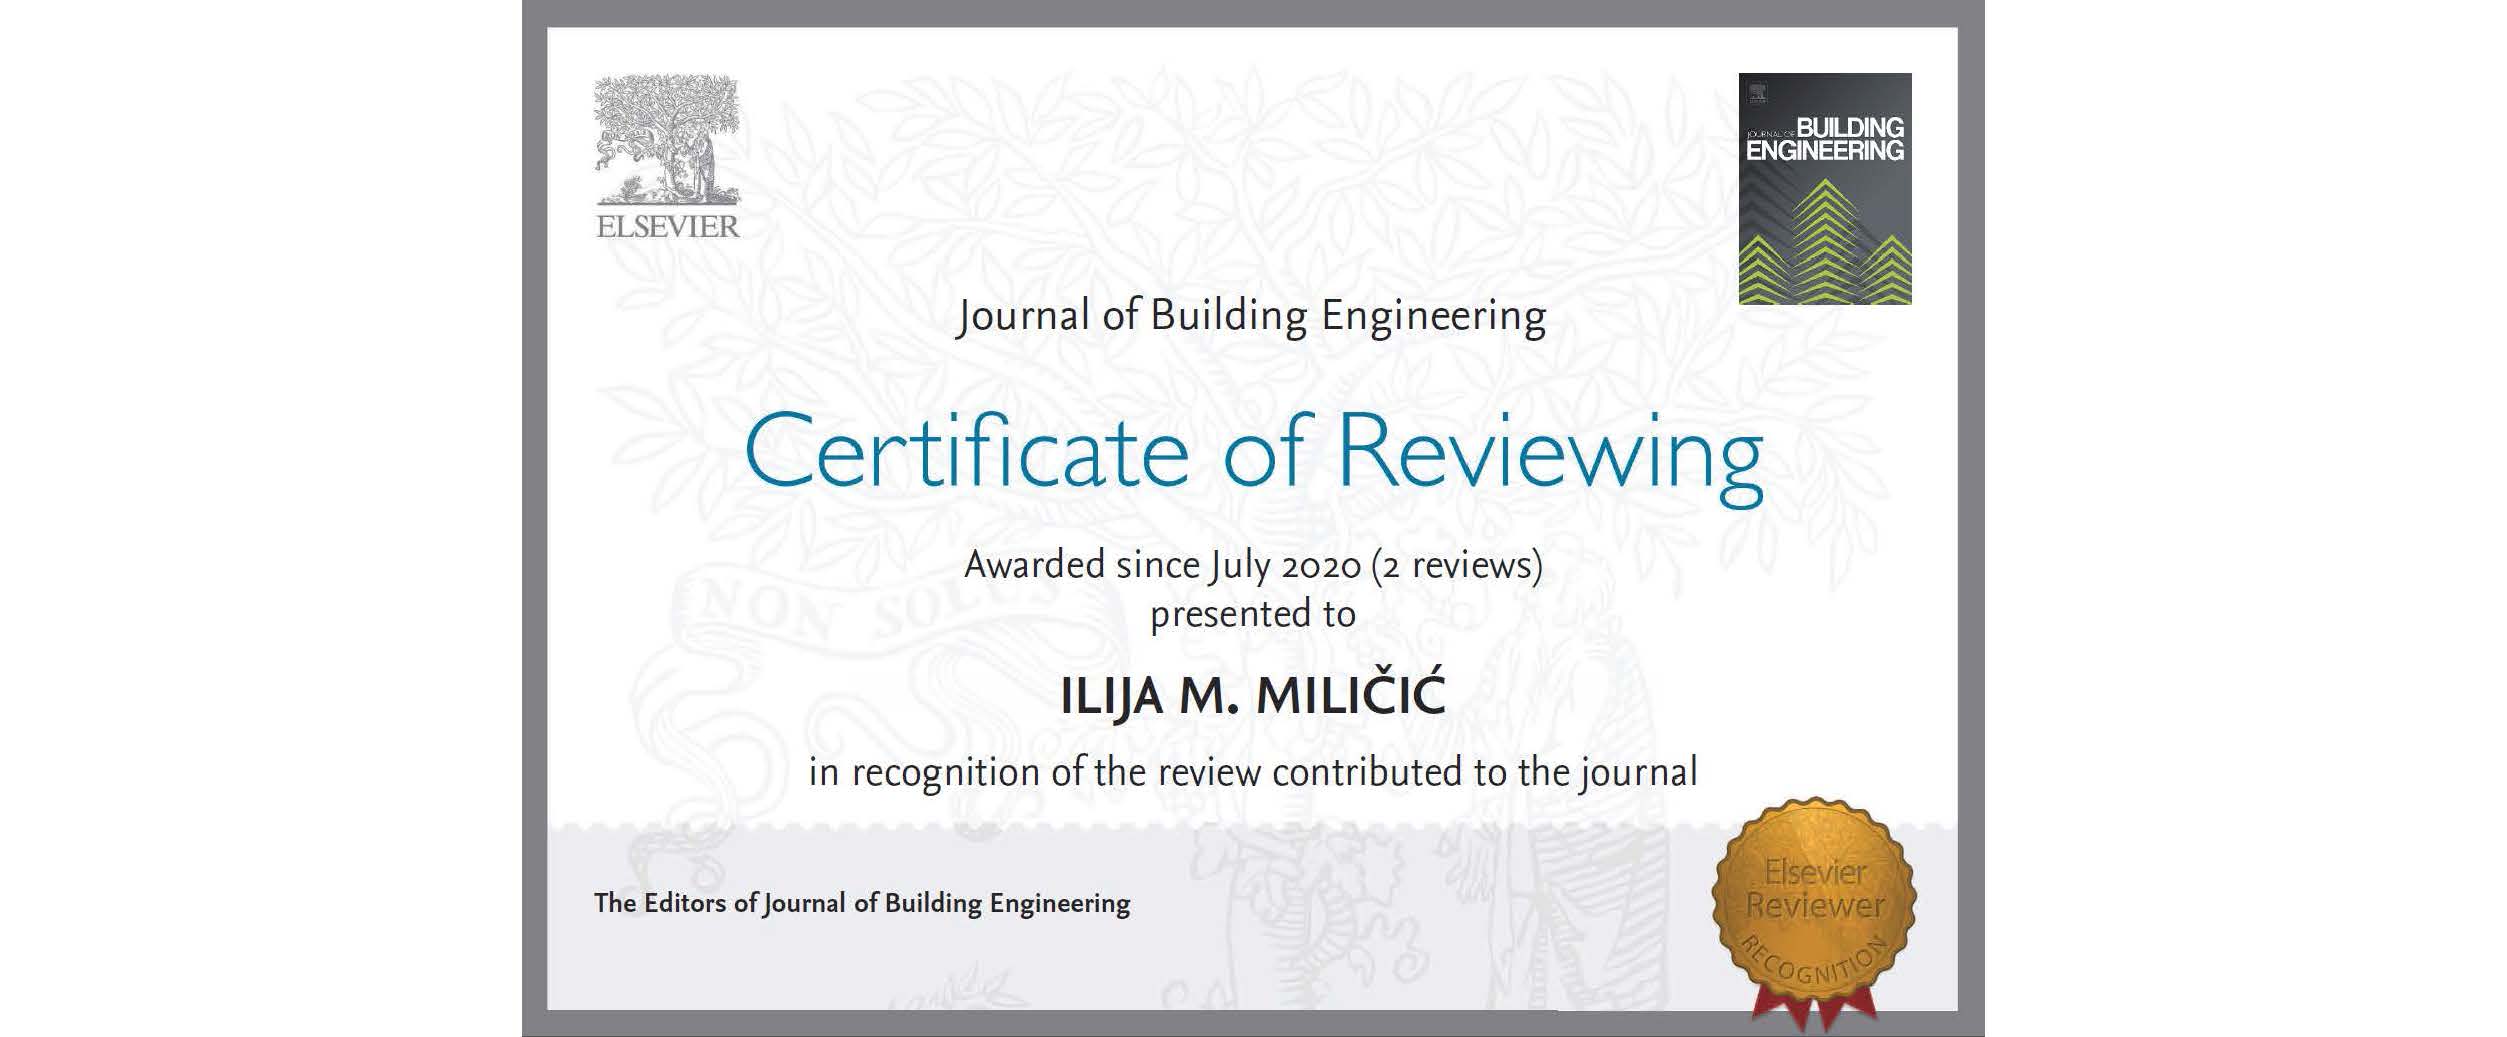 ELSEVIER
JOURNAL OF BUILDING
ENGINEERING
Journal of Building Engineering
Certificate of Reviewing
Awarded since July 2020 (2 reviews)
presented to
NON SOLUS
ILIJA M. MILIČIĆ
in recognition of the review contributed to the journal
The Editors of Journal of Building Engineering
Elsevier
Reviewer
RECOGNITION